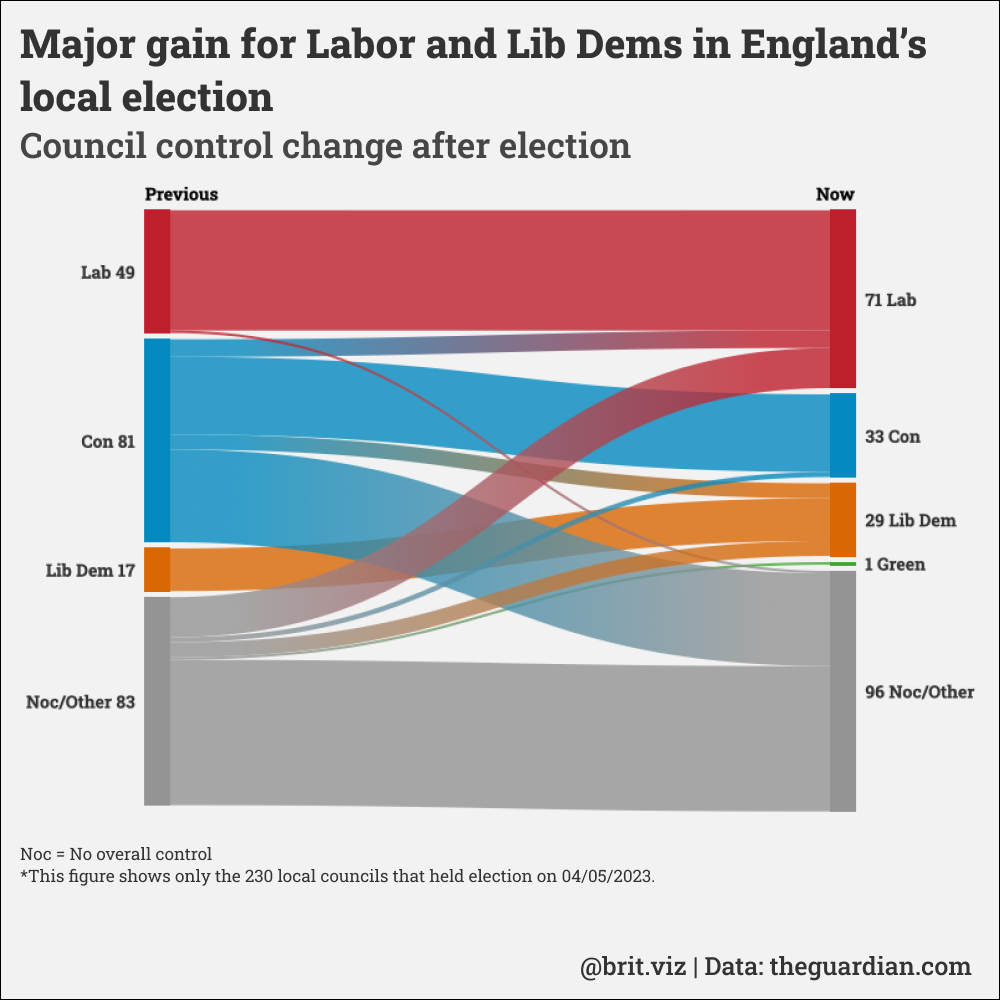 Major gain for Labor and Lib Dems in England’s
local election
Council control change after election
Previous
Now
Lab 49
71 Lab
Con 81
33 Con
29 Lib Dem
1 Green
Lib Dem 17
96 Noc/Other
Noc/Other 83
Noc = No overall control
*This figure shows only the 230 local councils that held election on 04/05/2023.
@brit.viz | Data: theguardian.com